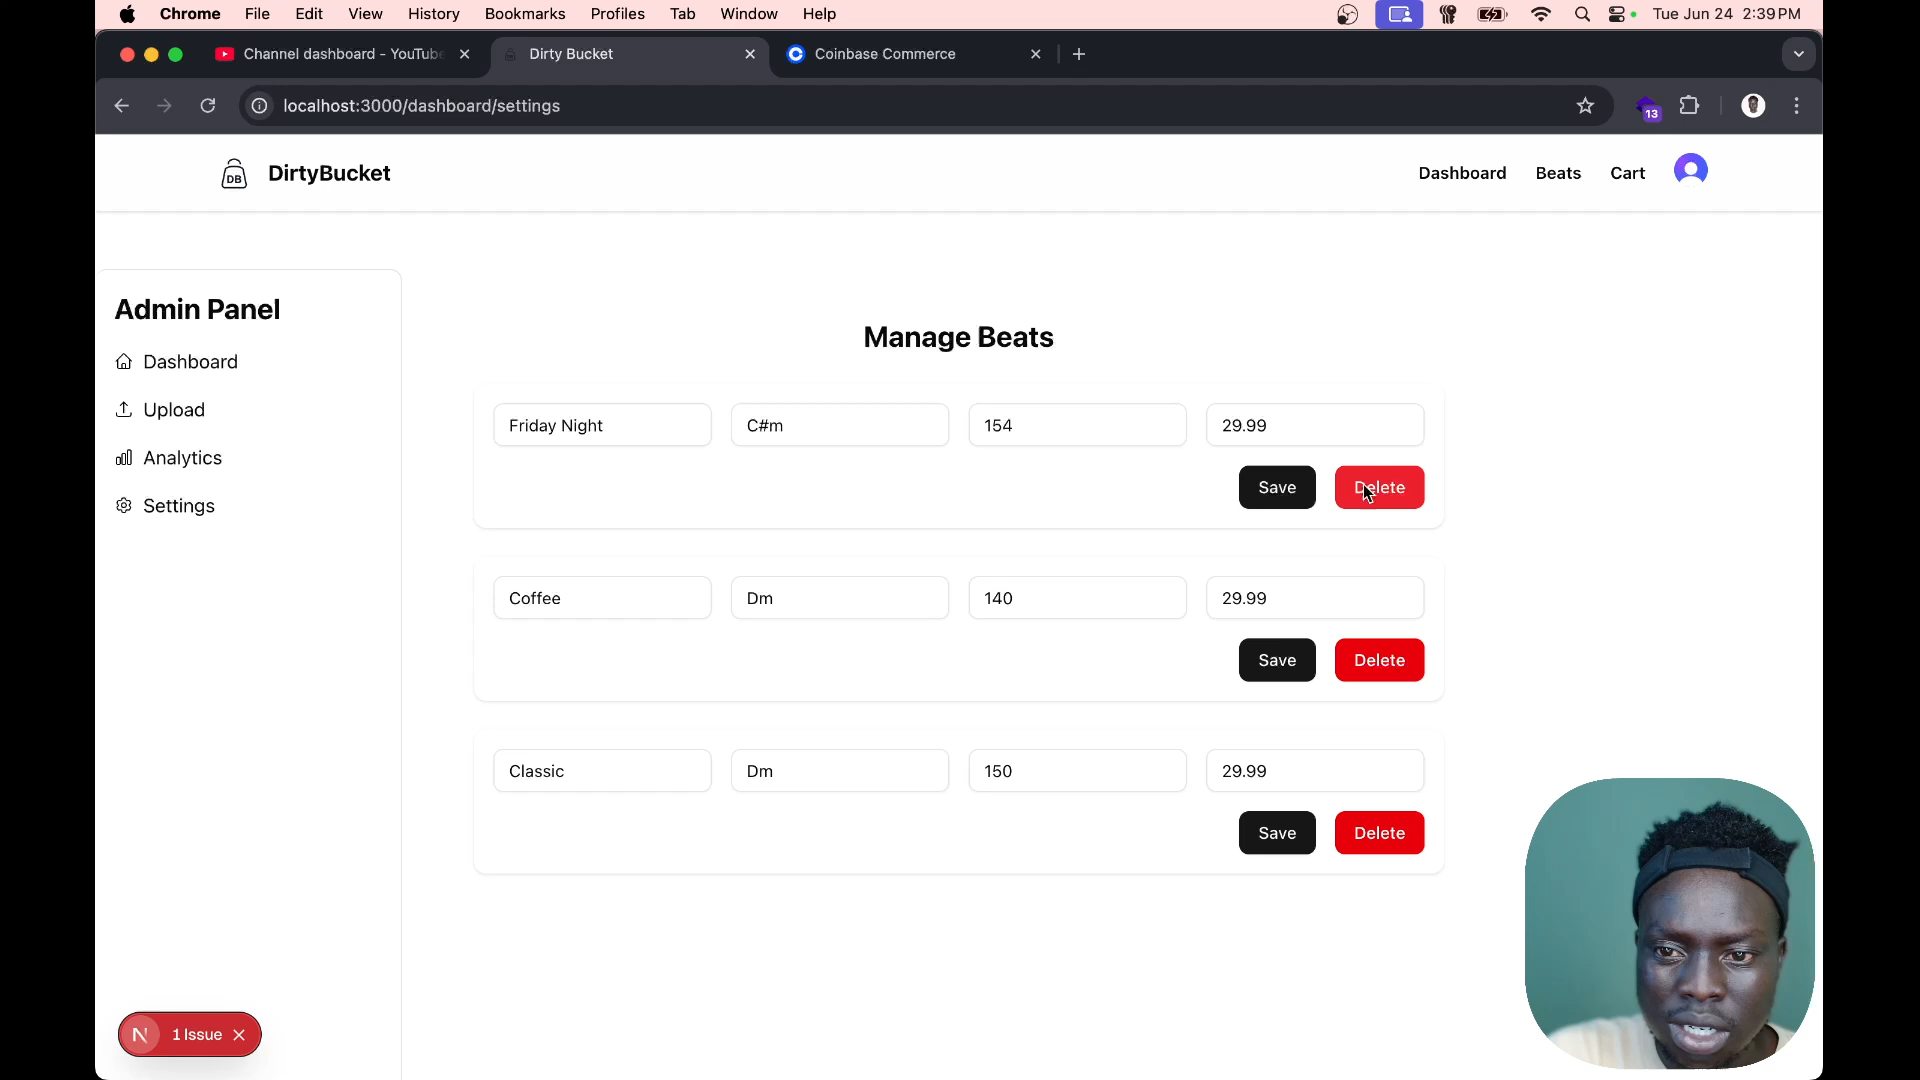 Chrome File Edit View History Bookmarks Profiles Tab Window Help Tue Jun 24 2:39 PM
Channel dashboard - YouTube Dirty Bucket Coinbase Commerce
localhost:3000/dashboard/settings 13
DB DirtyBucket Dashboard Beats Cart
Admin Panel
Dashboard
Upload
Analytics
Settings
Manage Beats
Friday Night C#m 154 29.99
Save Delete
Coffee Dm 140 29.99
Save Delete
Classic Dm 150 29.99
Save Delete
N 1 Issue